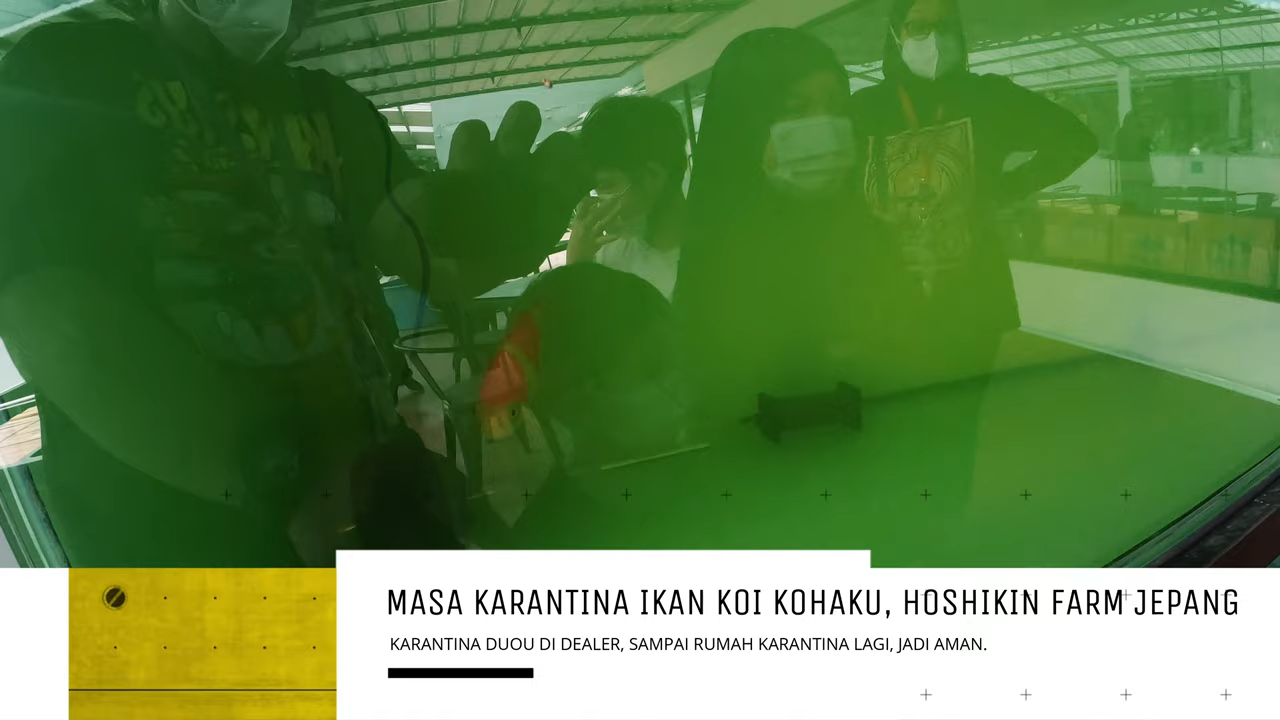 MASA KARANTINA IKAN KOI KOHAKU, HOSHIKIN FARM JEPANG
KARANTINA DUOU DI DEALER, SAMPAI RUMAH KARANTINA LAGI, JADI AMAN.